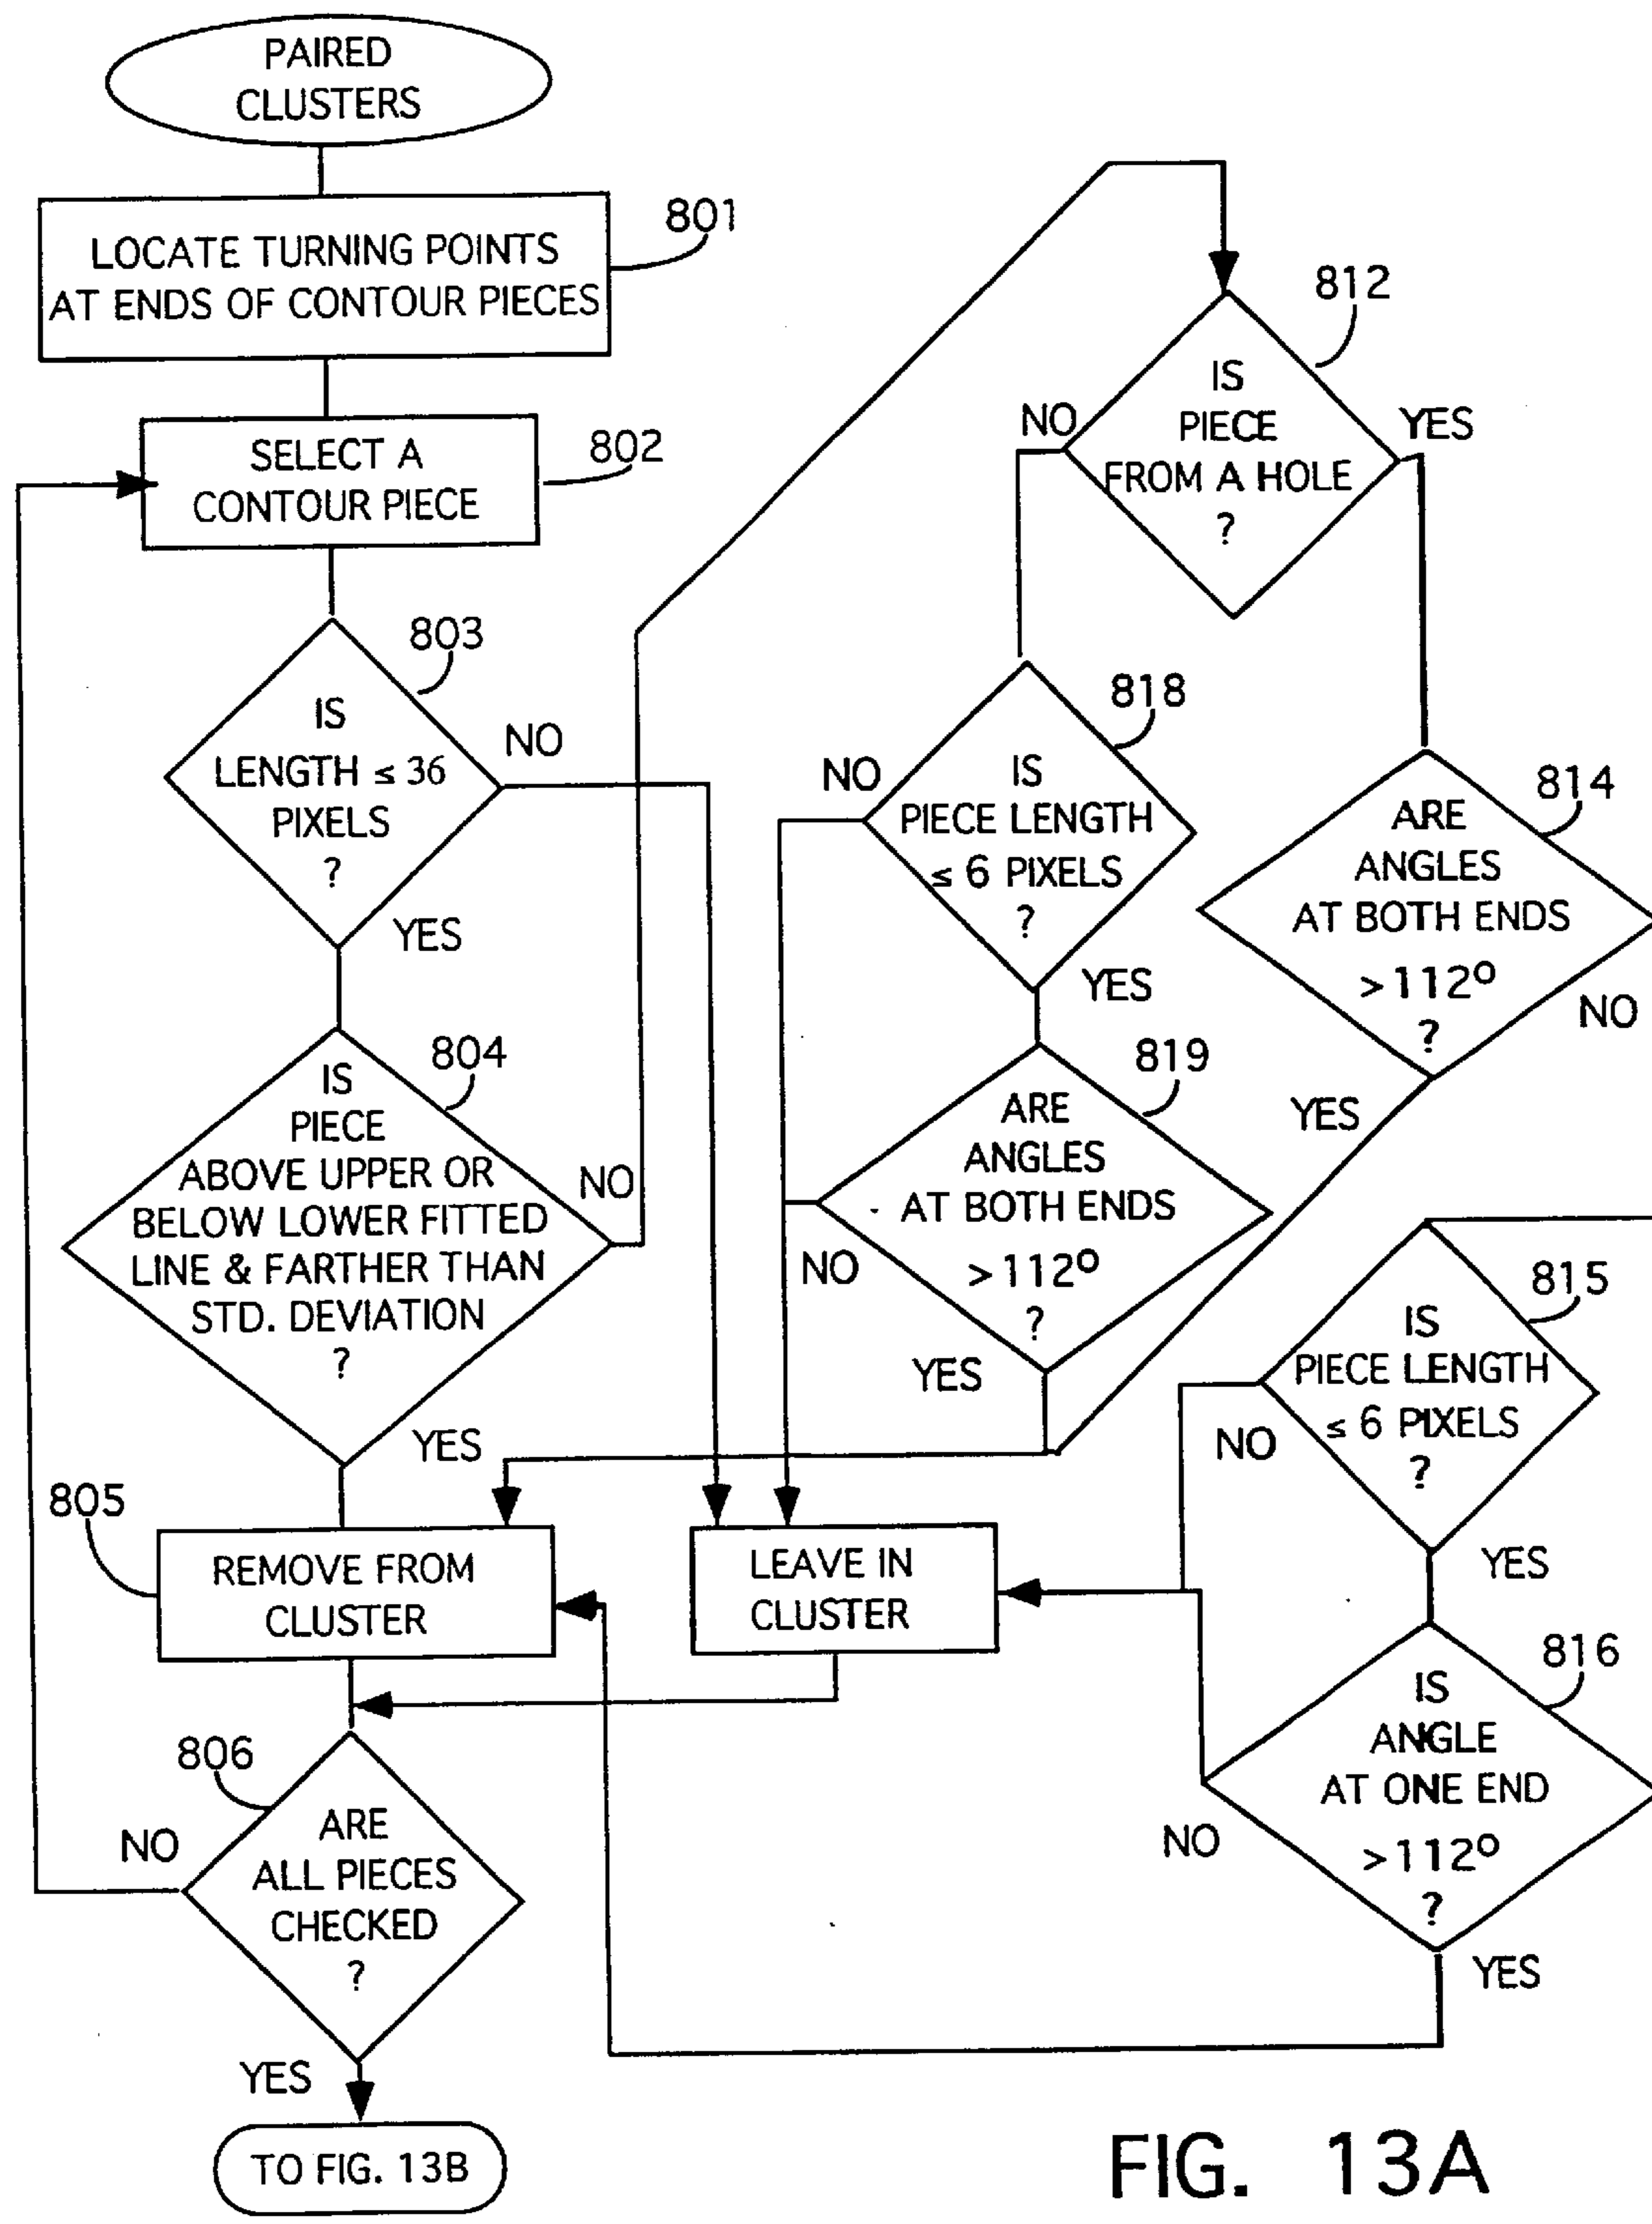 PAIRED
CLUSTERS
801
LOCATE TURNING POINTS
AT ENDS OF CONTOUR PIECES
802
SELECT A
CONTOUR PIECE
803
IS
LENGTH ≤ 36
PIXELS
?
NO
YES
804
IS
PIECE
ABOVE UPPER OR
BELOW LOWER FITTED
LINE & FARTHER THAN
STD. DEVIATION
?
NO
YES
805
REMOVE FROM
CLUSTER
LEAVE IN
CLUSTER
806
ARE
ALL PIECES
CHECKED
?
NO
YES
TO FIG. 13B
812
IS
PIECE
FROM A HOLE
?
NO
YES
818
IS
PIECE LENGTH
≤ 6 PIXELS
?
NO
YES
814
ARE
ANGLES
AT BOTH ENDS
>112º
?
NO
YES
819
ARE
ANGLES
AT BOTH ENDS
>112º
?
NO
YES
815
IS
PIECE LENGTH
≤ 6 PIXELS
?
NO
YES
816
IS
ANGLE
AT ONE END
>112º
?
NO
YES
FIG. 13A